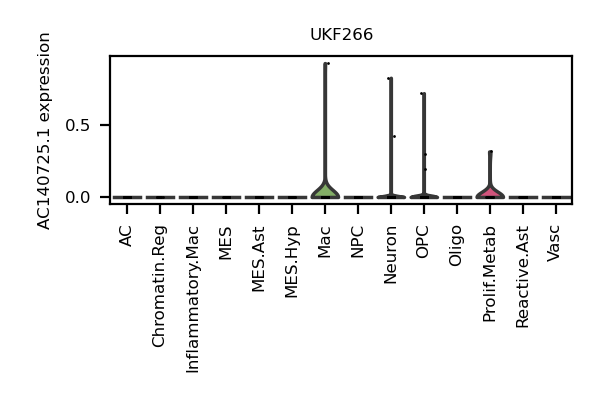 UKF266
AC140725.1 expression
0.5
0.0
AC
Chromatin.Reg
Inflammatory.Mac
MES
MES.Ast
MES.Hyp
Mac
NPC
Neuron
OPC
Oligo
Prolif.Metab
Reactive.Ast
Vasc